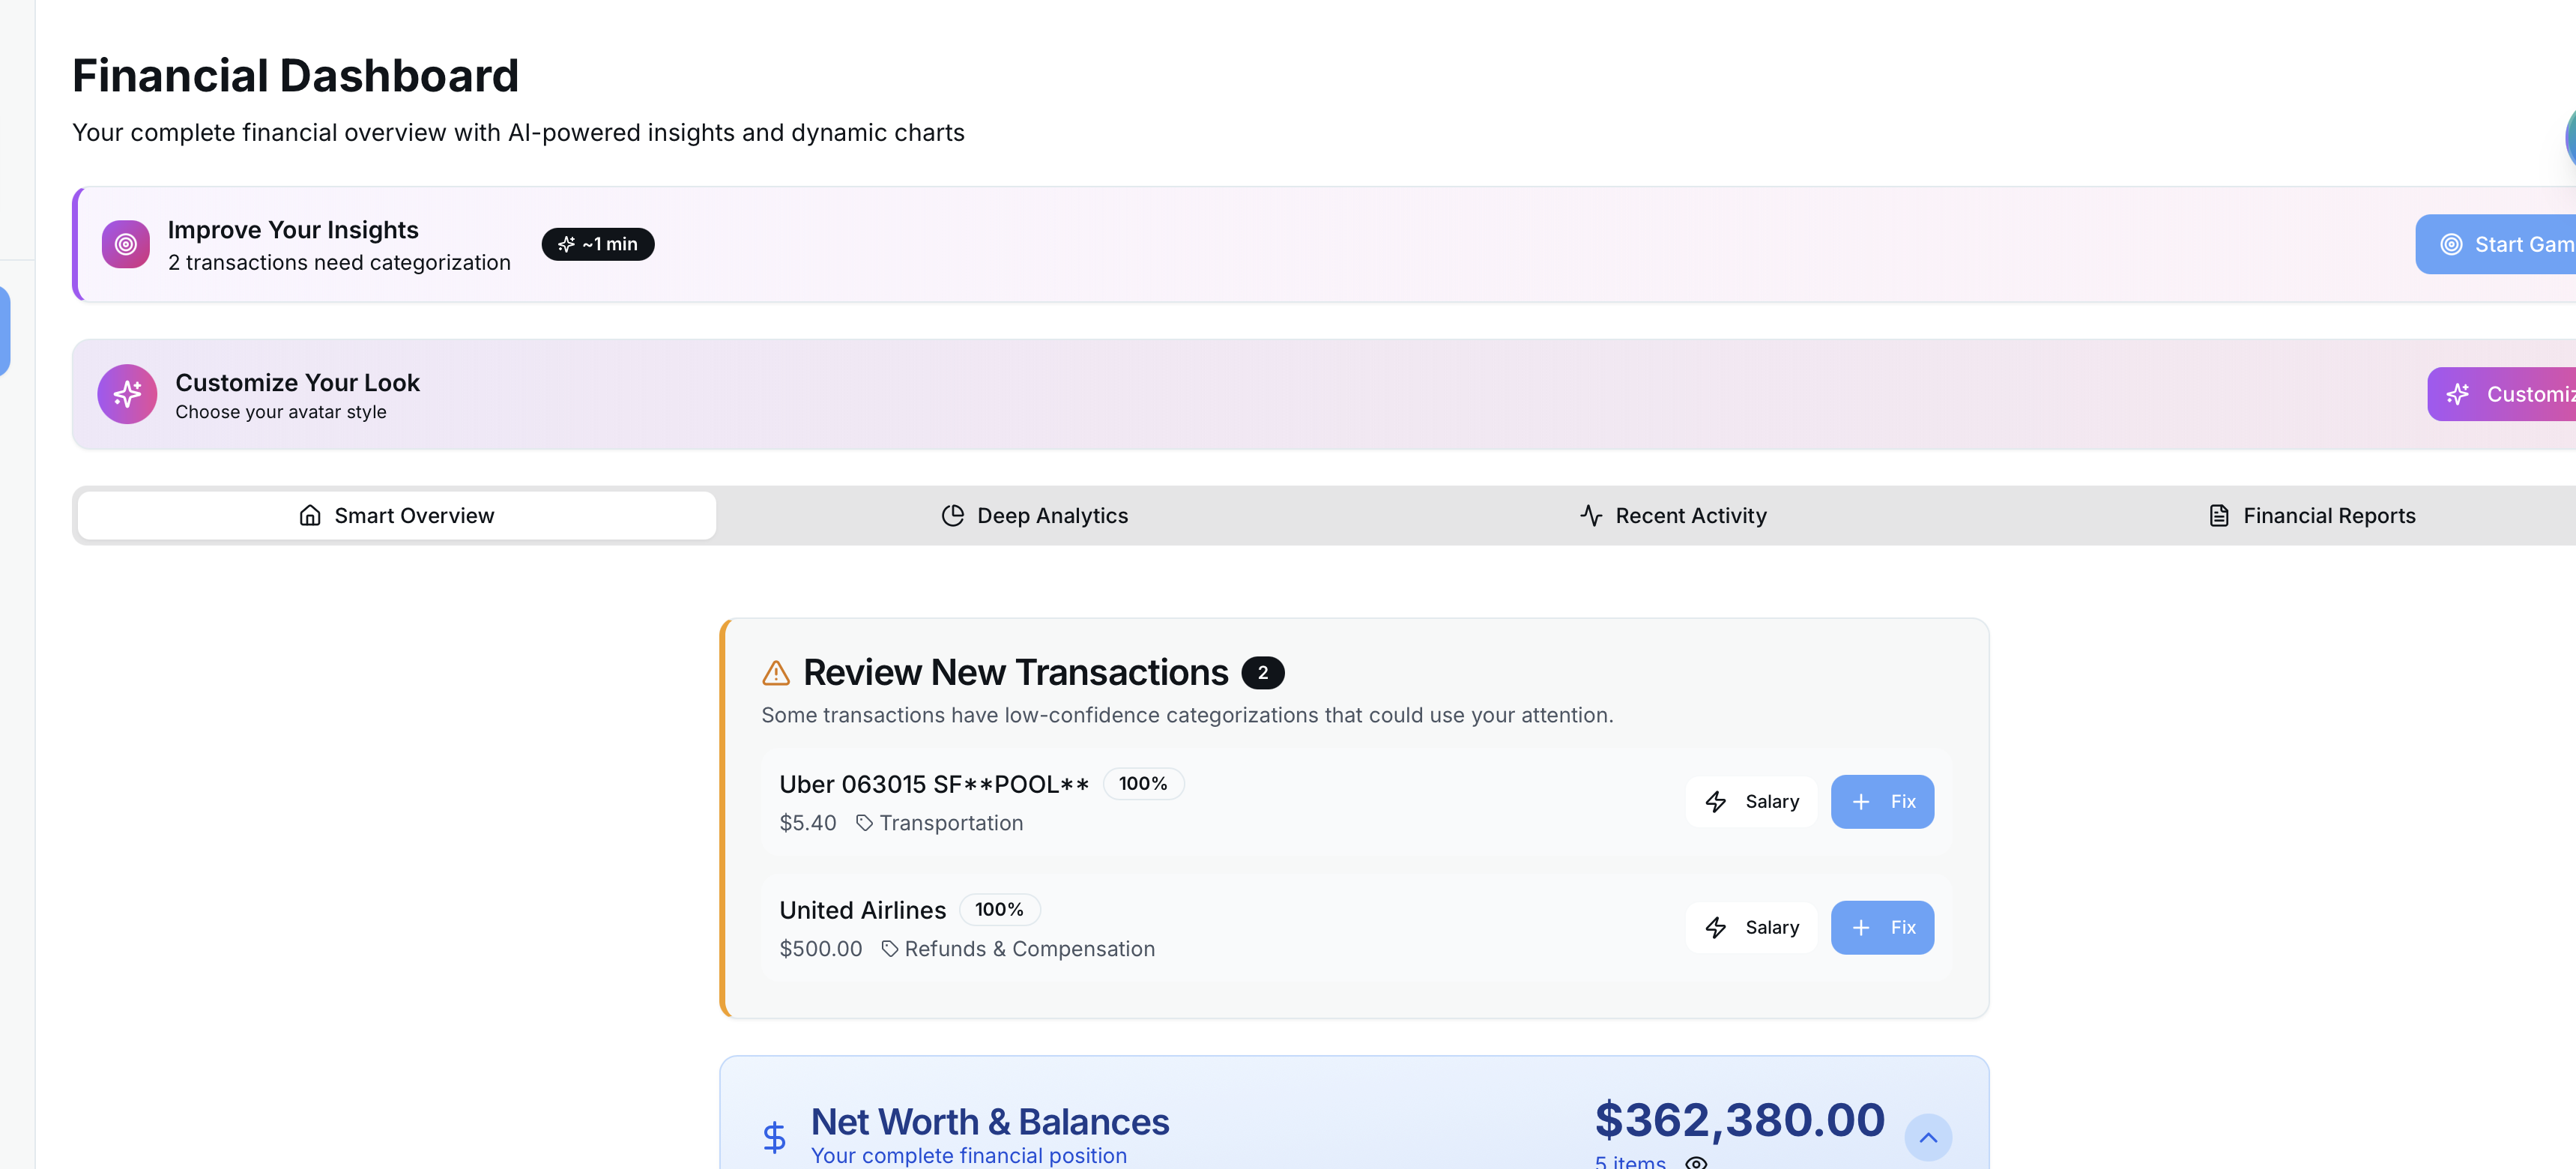 Financial Dashboard
Your complete financial overview with AI-powered insights and dynamic charts
Improve Your Insights
2 transactions need categorization
~1 min
Start Gam
Customize Your Look
Choose your avatar style
Customiz
Smart Overview
Deep Analytics
Recent Activity
Financial Reports
Review New Transactions 2
Some transactions have low-confidence categorizations that could use your attention.
Uber 063015 SF**POOL** 100%
$5.40 Transportation
Salary
Fix
United Airlines 100%
$500.00 Refunds & Compensation
Salary
Fix
Net Worth & Balances
Your complete financial position
$362,380.00
5 items